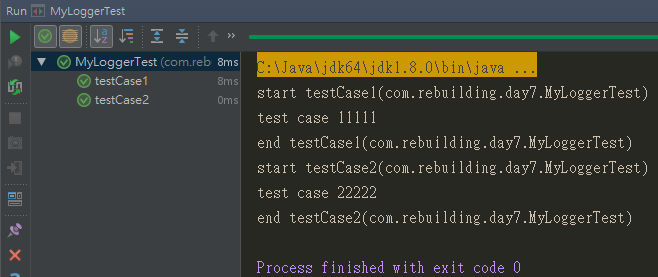 Run MyLoggerTest
MyLoggerTest (com.reb 8ms
testCase1 8ms
testCase2 0ms
C:\Java\jdk64\jdk1.8.0\bin\java ...
start testCase1(com.rebuilding.day7.MyLoggerTest)
test case 11111
end testCase1(com.rebuilding.day7.MyLoggerTest)
start testCase2(com.rebuilding.day7.MyLoggerTest)
test case 22222
end testCase2(com.rebuilding.day7.MyLoggerTest)
Process finished with exit code 0